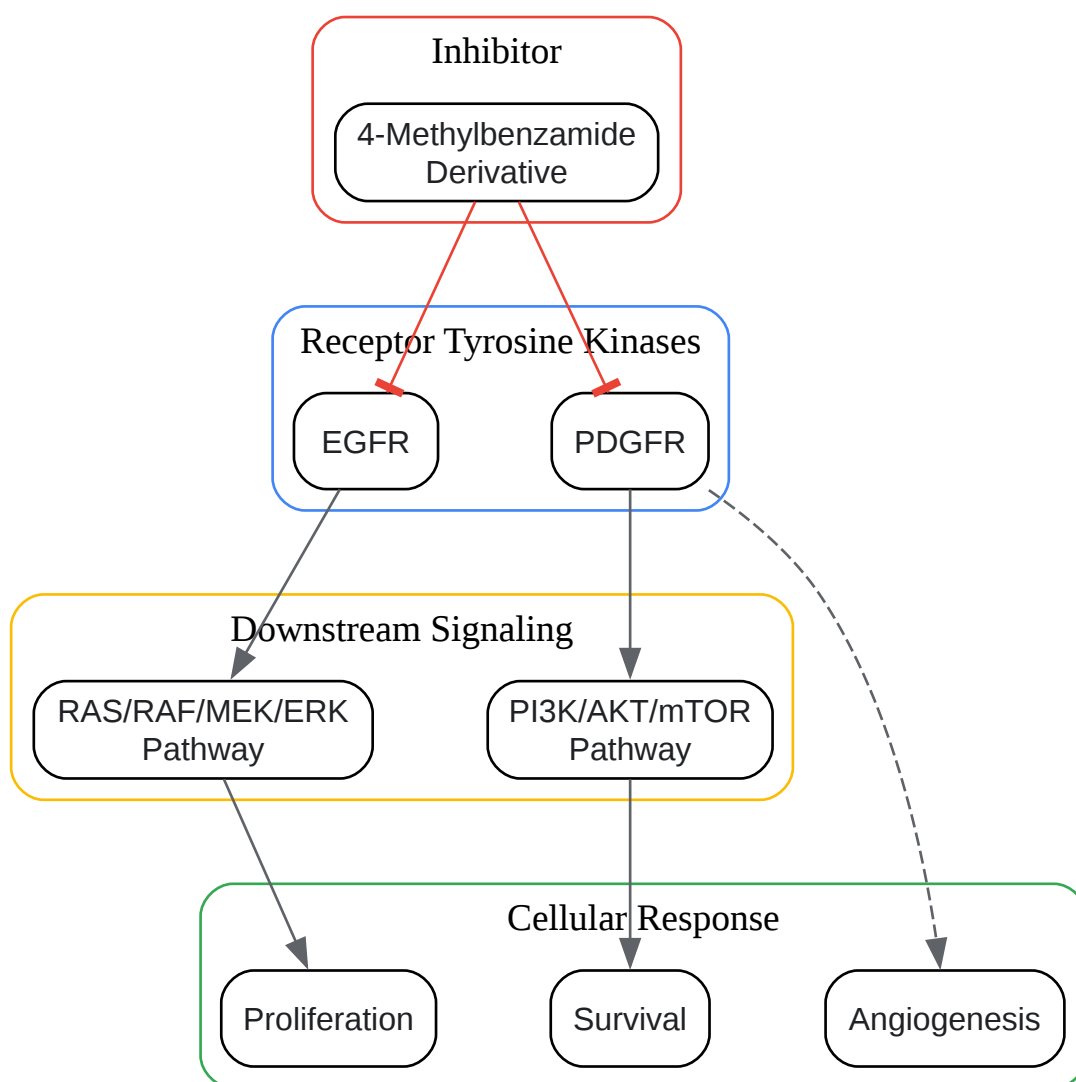 Inhibitor
4-Methylbenzamide
Derivative
Receptor Tyrosine Kinases
EGFR
PDGFR
Downstream Signaling
RAS/RAF/MEK/ERK
Pathway
PI3K/AKT/mTOR
Pathway
Cellular Response
Proliferation
Survival
Angiogenesis